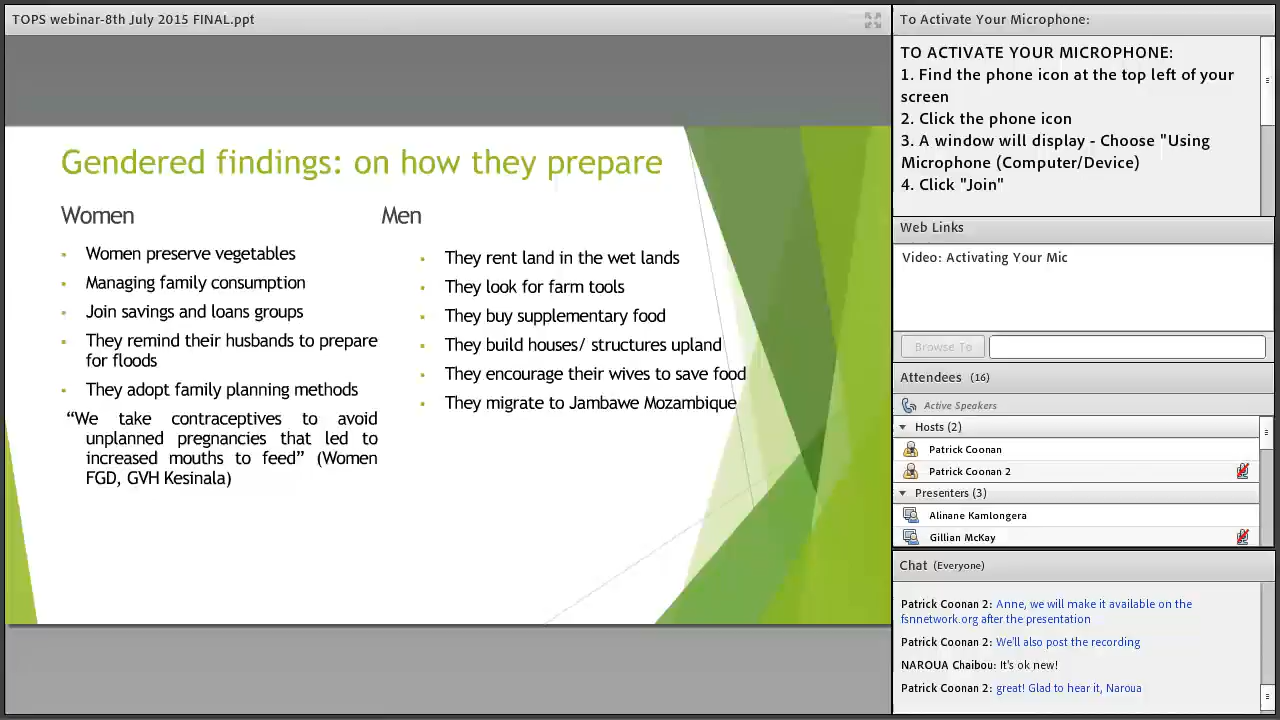 TOPS webinar-8th July 2015 FINAL.ppt
Gendered findings: on how they prepare
Women
Women preserve vegetables
Managing family consumption
Join savings and loans groups
They remind their husbands to prepare
for floods
They adopt family planning methods
“We take contraceptives to avoid
unplanned pregnancies that led to
increased mouths to feed” (Women
FGD, GVH Kesinala)
Men
They rent land in the wet lands
They look for farm tools
They buy supplementary food
They build houses/ structures upland
They encourage their wives to save food
They migrate to Jambawe Mozambique
To Activate Your Microphone:
TO ACTIVATE YOUR MICROPHONE:
1. Find the phone icon at the top left of your
screen
2. Click the phone icon
3. A window will display - Choose "Using
Microphone (Computer/Device)
4. Click "Join"
Web Links
Video: Activating Your Mic
Browse To
Attendees (16)
Active Speakers
Hosts (2)
Patrick Coonan
Patrick Coonan 2
Presenters (3)
Alinane Kamlongera
Gillian McKay
Chat (Everyone)
Patrick Coonan 2: Anne, we will make it available on the
fsnnetwork.org after the presentation
Patrick Coonan 2: We'll also post the recording
NAROUA Chaibou: It's ok new!
Patrick Coonan 2: great! Glad to hear it, Naroua